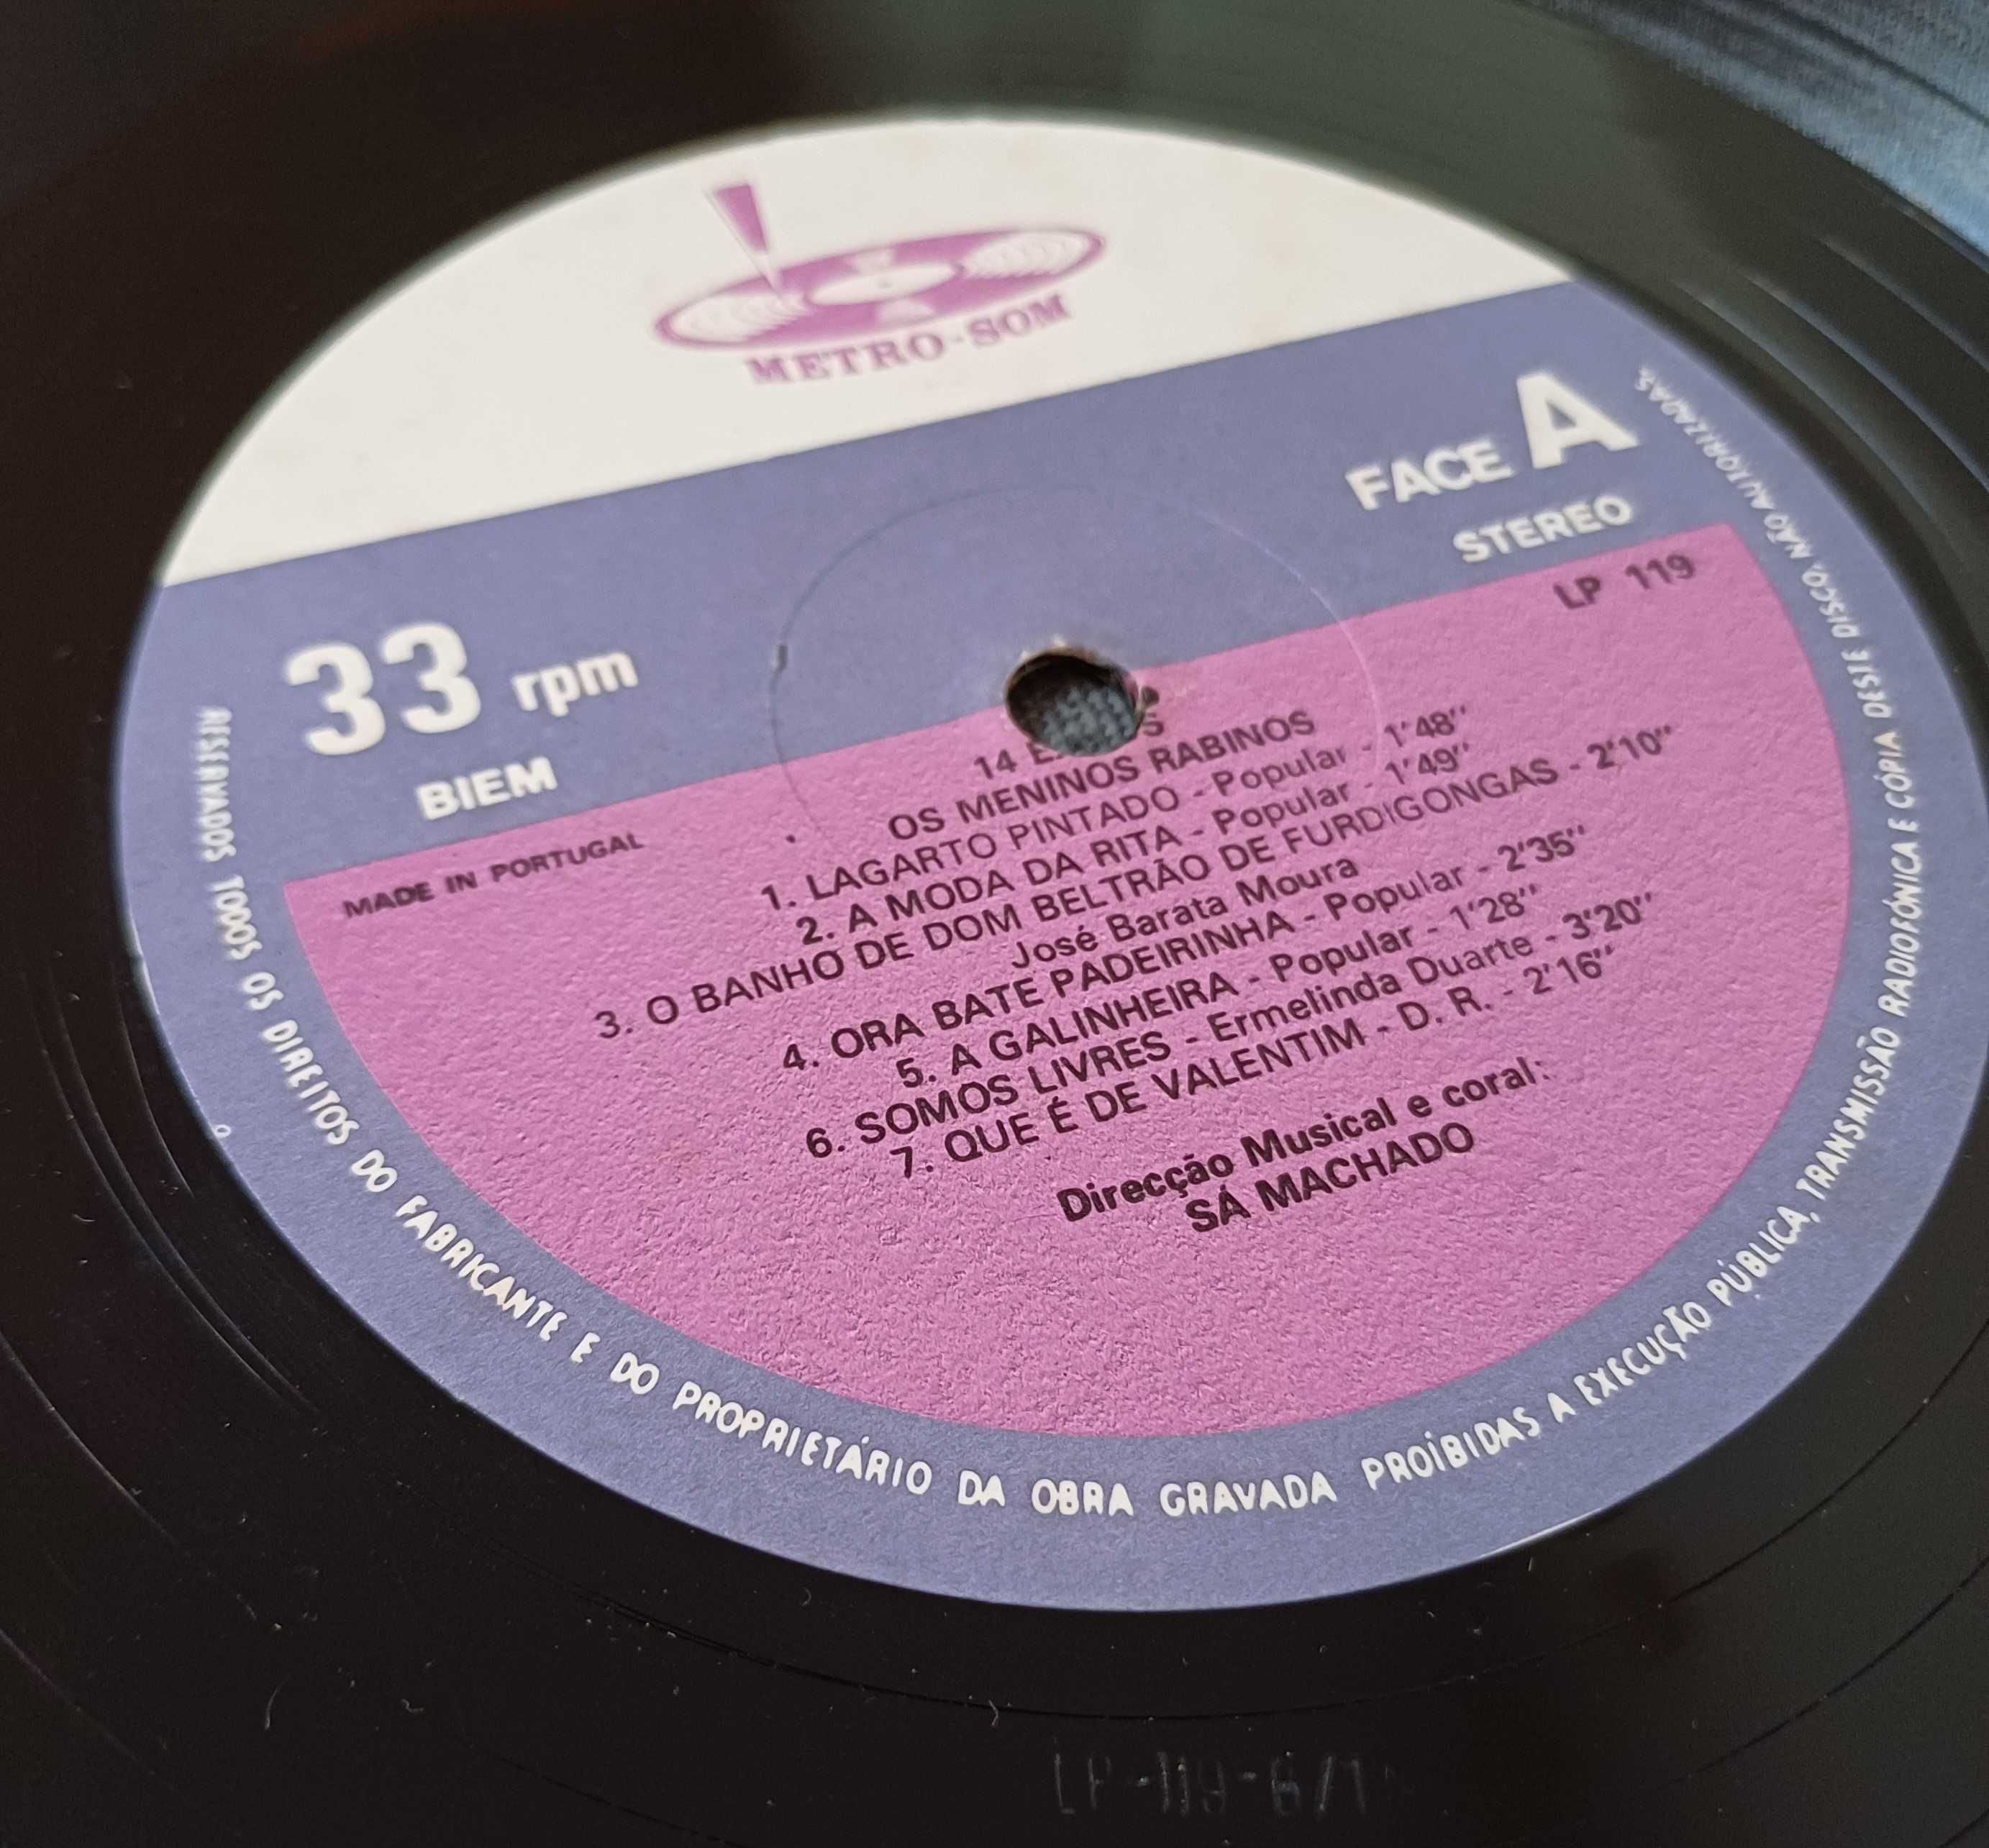 METRO-SOM
FACE A
STEREO
33 rpm
BIEM
LP 119
MADE IN PORTUGAL
14
OS MENINOS RABINOS
1. LAGARTO PINTADO - Popular - 1'48"
2. A MODA DA RITA - Popular - 1'49"
3. O BANHO DE DOM BELTRÃO DE FURDIGONGAS - 2'10"
José Barata Moura
4. ORA BATE PADEIRINHA - Popular - 2'35"
5. A GALINHEIRA - Popular - 1'28"
6. SOMOS LIVRES - Ermelinda Duarte - 3'20"
7. QUE É DE VALENTIM - D. R. - 2'16"
Direcção Musical e coral:
SÁ MACHADO
RESERVADOS TODOS OS DIREITOS DO FABRICANTE E DO PROPRIETÁRIO DA OBRA GRAVADA PROÍBIDAS A EXECUÇÃO PÚBLICA, TRANSMISSÃO RADIOFÓNICA E CÓPIA DESTE DISCO, NÃO AUTORIZADAS.